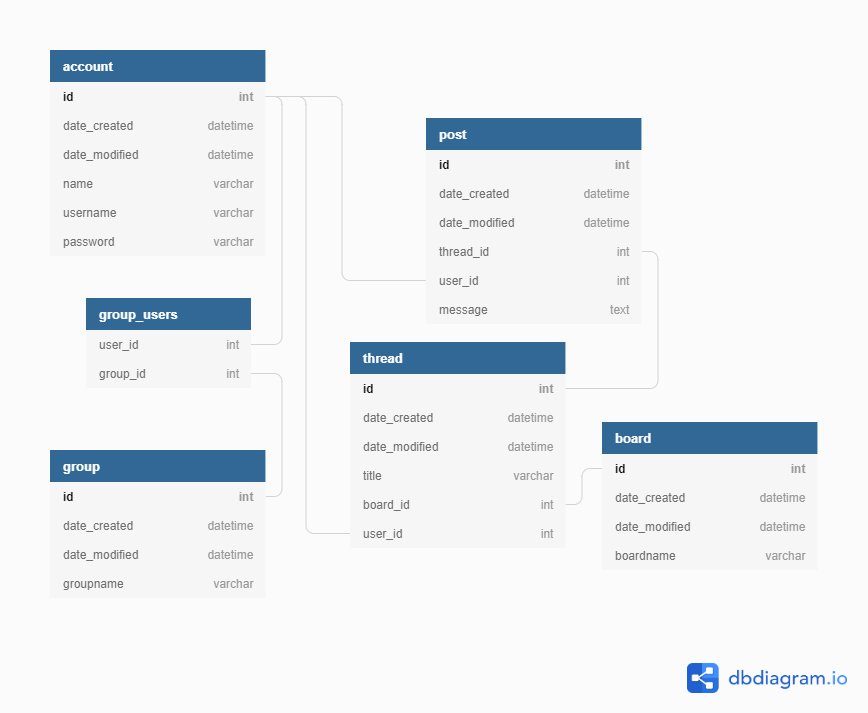 account
id int
date_created datetime
date_modified datetime
name varchar
username varchar
password varchar
post
id int
date_created datetime
date_modified datetime
thread_id int
user_id int
message text
group_users
user_id int
group_id int
thread
id int
date_created datetime
date_modified datetime
title varchar
board_id int
user_id int
board
id int
date_created datetime
date_modified datetime
boardname varchar
group
id int
date_created datetime
date_modified datetime
groupname varchar
dbdiagram.io